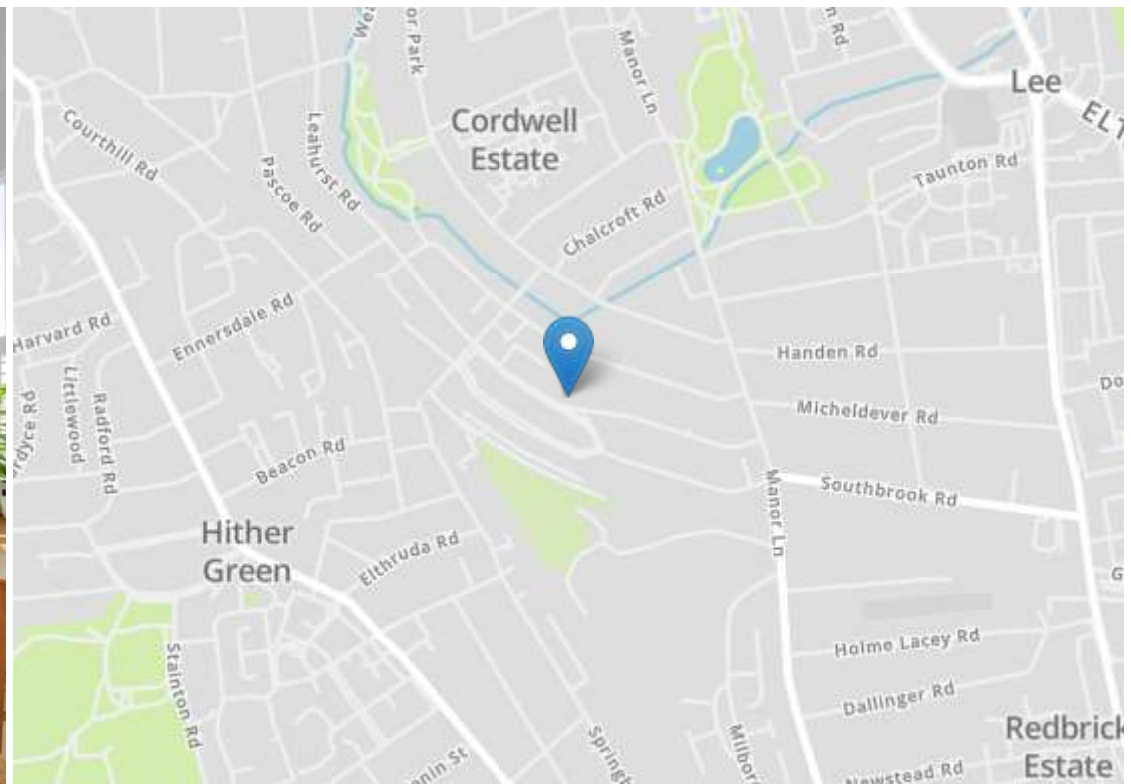 or Park
Manor Ln
Lee
Cordwell
Estate
Courthill Rd
Leahurst Rd
Pascoe Rd
Taunton Rd
Chalcroft Rd
Harvard Rd
Ennersdale Rd
Handen Rd
Littlewood
Radford Rd
Micheldever Rd
Beacon Rd
Manor Ln
Southbrook Rd
Hither
Green
Elthruda Rd
Holme Lacey Rd
Stainton Rd
Dallinger Rd
Redbrick
Estate
Newstead Rd